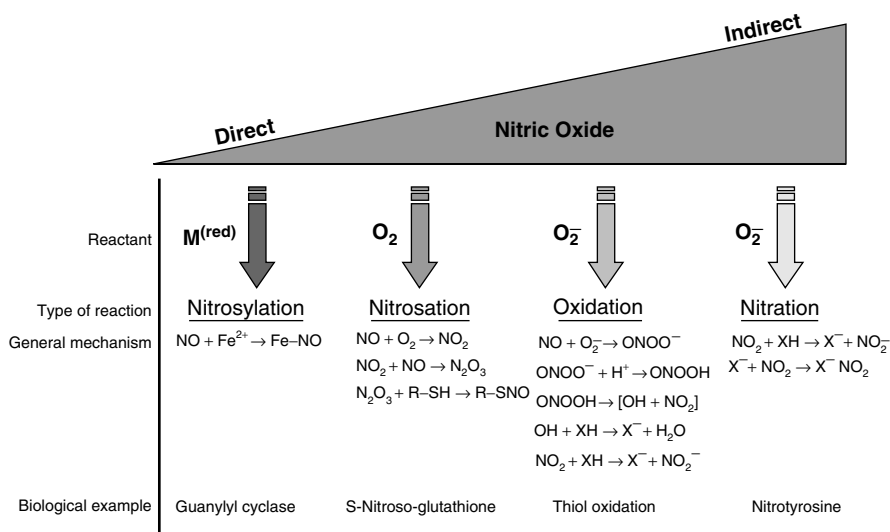 Indirect
Direct
Nitric Oxide
Reactant
M(red)
O₂
O₂⁻
O₂⁻
Type of reaction
Nitrosylation
Nitrosation
Oxidation
Nitration
General mechanism
NO + Fe²⁺ → Fe–NO
NO + O₂ → NO₂
NO₂ + NO → N₂O₃
N₂O₃ + R–SH → R–SNO
NO + O₂⁻ → ONOO⁻
ONOO⁻ + H⁺ → ONOOH
ONOOH → [OH + NO₂]
OH + XH → X⁻ + H₂O
NO₂ + XH → X⁻ + NO₂⁻
NO₂ + XH → X⁻ + NO₂⁻
X⁻ + NO₂ → X⁻ NO₂
Biological example
Guanylyl cyclase
S-Nitroso-glutathione
Thiol oxidation
Nitrotyrosine